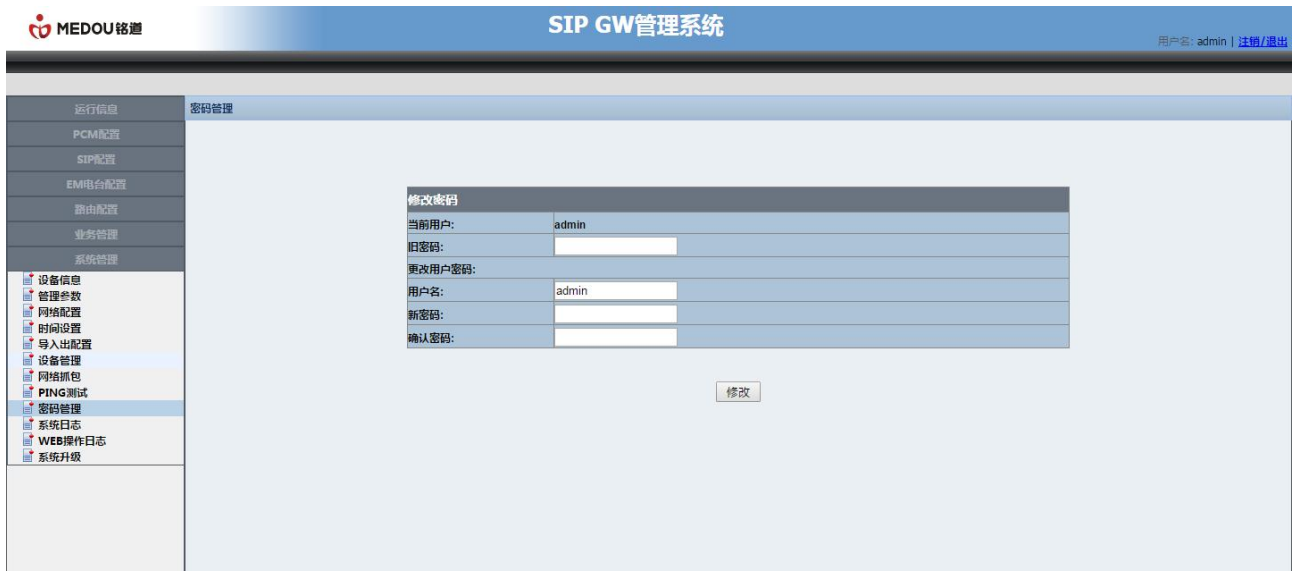 MEDOU铭道
SIP GW管理系统
用户名: admin | 注销/退出
运行信息
PCM配置
SIP配置
EM电台配置
路由配置
业务管理
系统管理
设备信息
管理参数
网络配置
时间设置
导入出配置
设备管理
网络抓包
PING测试
密码管理
系统日志
WEB操作日志
系统升级
密码管理
修改密码
当前用户: admin
旧密码:
更改用户密码:
用户名: admin
新密码:
确认密码:
修改